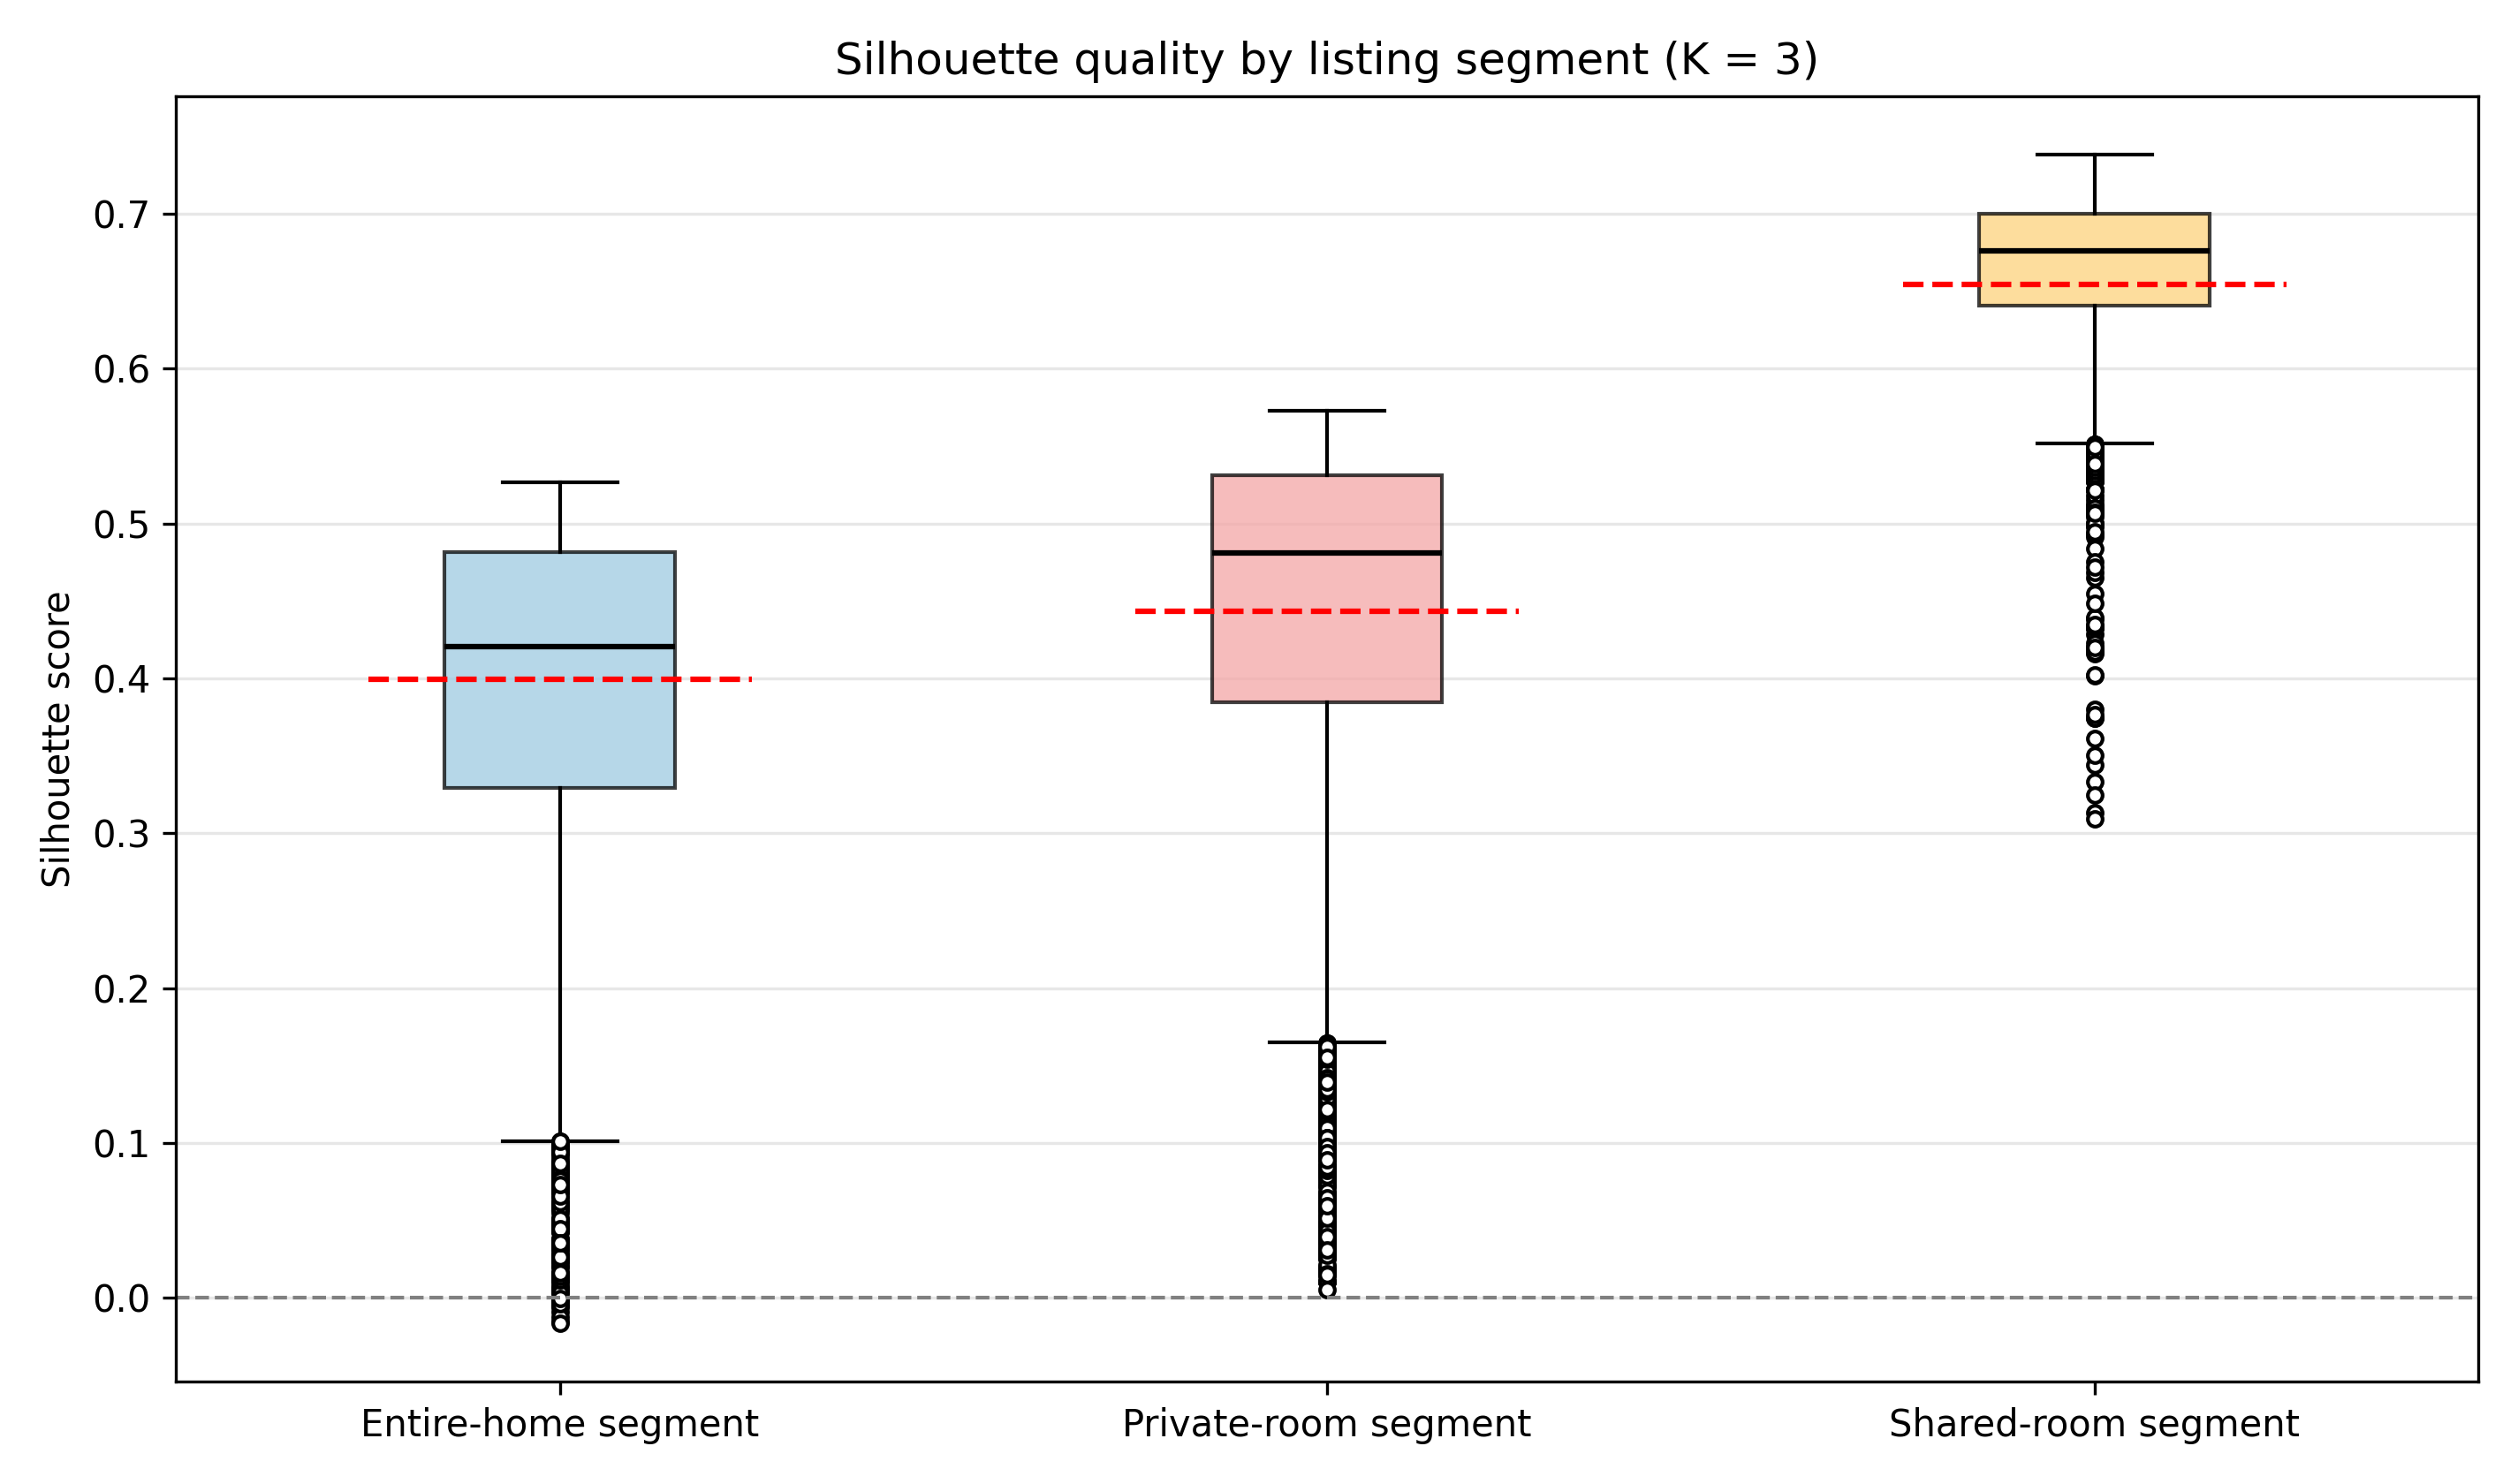 Silhouette quality by listing segment (K = 3)
Silhouette score
0.7
0.6
0.5
0.4
0.3
0.2
0.1
0.0
Entire-home segment
Private-room segment
Shared-room segment